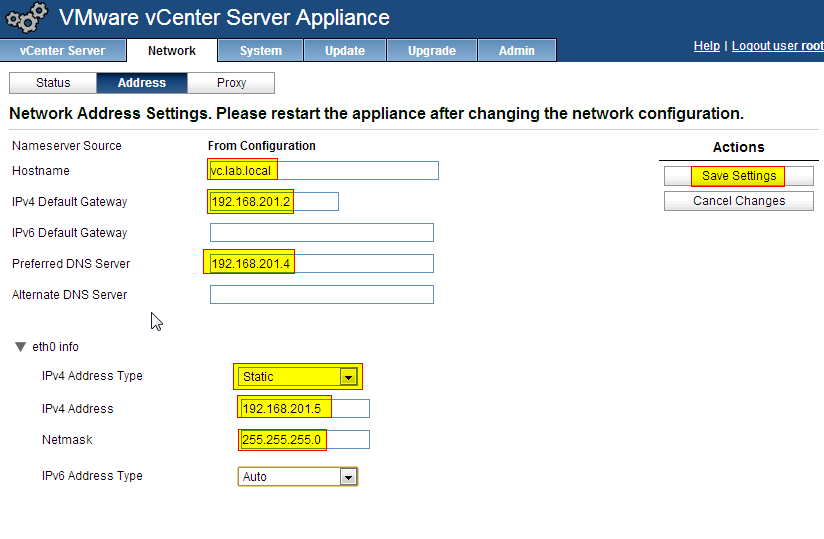 VMware vCenter Server Appliance
vCenter Server Network System Update Upgrade Admin
Help | Logout user root
Status Address Proxy
Network Address Settings. Please restart the appliance after changing the network configuration.
Nameserver Source From Configuration
Hostname vc.lab.local
IPv4 Default Gateway 192.168.201.2
IPv6 Default Gateway
Preferred DNS Server 192.168.201.4
Alternate DNS Server
Actions
Save Settings
Cancel Changes
eth0 info
IPv4 Address Type Static
IPv4 Address 192.168.201.5
Netmask 255.255.255.0
IPv6 Address Type Auto